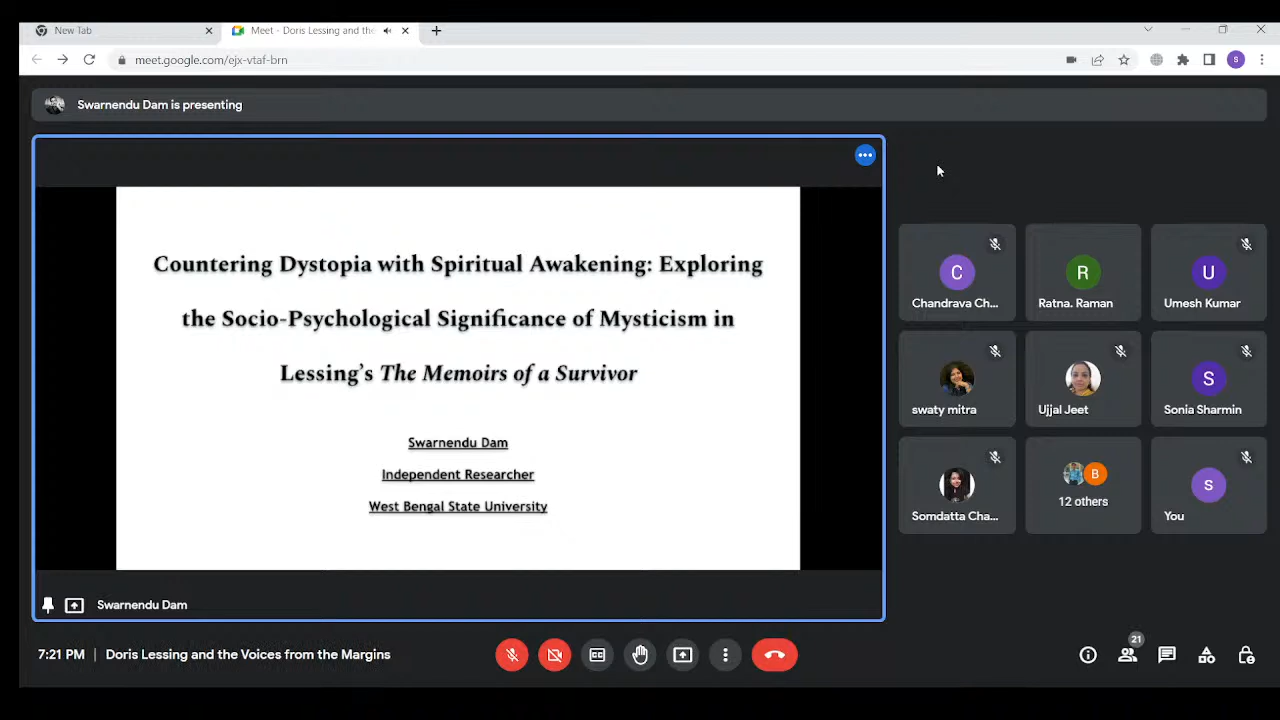 New Tab
Meet - Doris Lessing and the
meet.google.com/ejx-vtaf-brn
S
Swarnendu Dam is presenting
Countering Dystopia with Spiritual Awakening: Exploring
the Socio-Psychological Significance of Mysticism in
Lessing's The Memoirs of a Survivor
Swarnendu Dam
Independent Researcher
West Bengal State University
Swarnendu Dam
C
Chandrava Ch...
R
Ratna. Raman
U
Umesh Kumar
swaty mitra
Ujjal Jeet
S
Sonia Sharmin
Somdatta Cha...
B
12 others
S
You
7:21 PM | Doris Lessing and the Voices from the Margins
CC
21